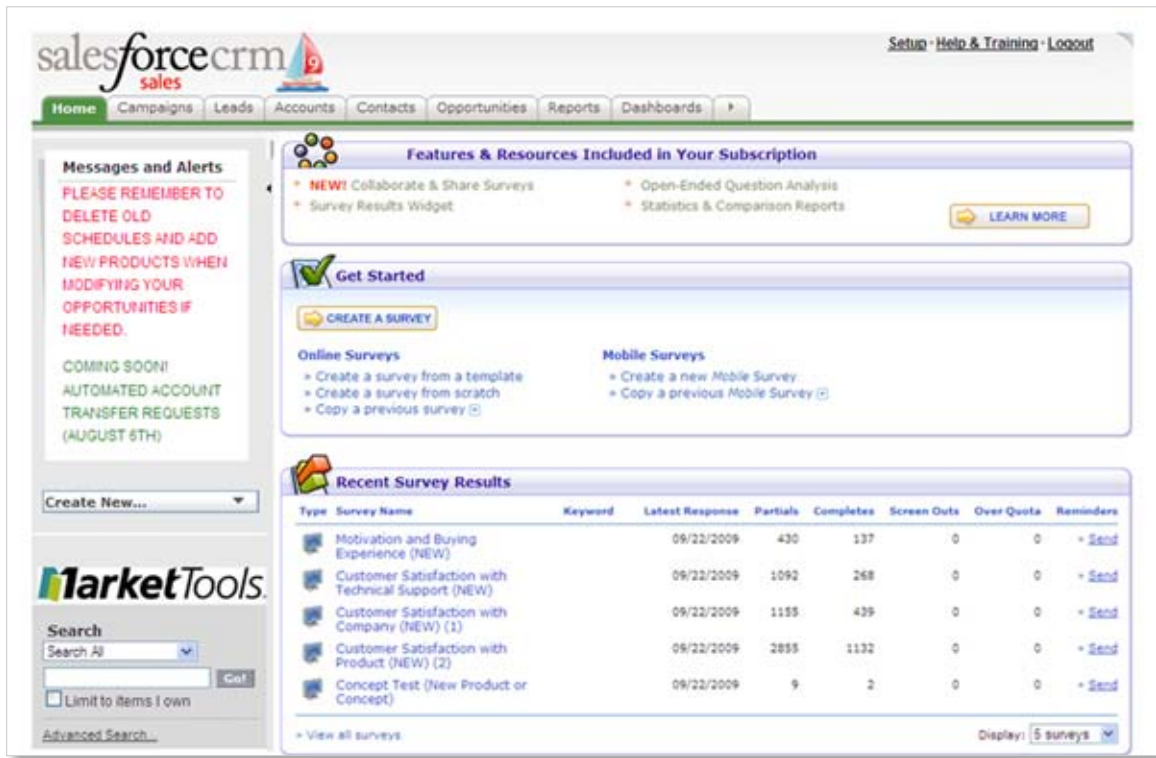 salesforcecrm
sales
9
Setup · Help & Training · Logout
Home Campaigns Leads Accounts Contacts Opportunities Reports Dashboards
Messages and Alerts
PLEASE REMEMBER TO
DELETE OLD
SCHEDULES AND ADD
NEW PRODUCTS WHEN
MODIFYING YOUR
OPPORTUNITIES IF
NEEDED.
COMING SOON!
AUTOMATED ACCOUNT
TRANSFER REQUESTS
(AUGUST 6TH)
Create New...
MarketTools.
Search
Search All
Go!
Limit to items I own
Advanced Search...
Features & Resources Included in Your Subscription
NEW! Collaborate & Share Surveys
Open-Ended Question Analysis
Survey Results Widget
Statistics & Comparison Reports
LEARN MORE
Get Started
CREATE A SURVEY
Online Surveys
» Create a survey from a template
» Create a survey from scratch
» Copy a previous survey
Mobile Surveys
» Create a new Mobile Survey
» Copy a previous Mobile Survey
Recent Survey Results
Type Survey Name Keyword Latest Response Partials Completes Screen Outs Over Quota Reminders
Motivation and Buying 09/22/2009 430 137 0 0 » Send
Experience (NEW)
Customer Satisfaction with 09/22/2009 1092 268 0 0 » Send
Technical Support (NEW)
Customer Satisfaction with 09/22/2009 1155 439 0 0 » Send
Company (NEW) (1)
Customer Satisfaction with 09/22/2009 2855 1132 0 0 » Send
Product (NEW) (2)
Concept Test (New Product or 09/22/2009 9 2 0 0 » Send
Concept)
» View all surveys
Display: 5 surveys